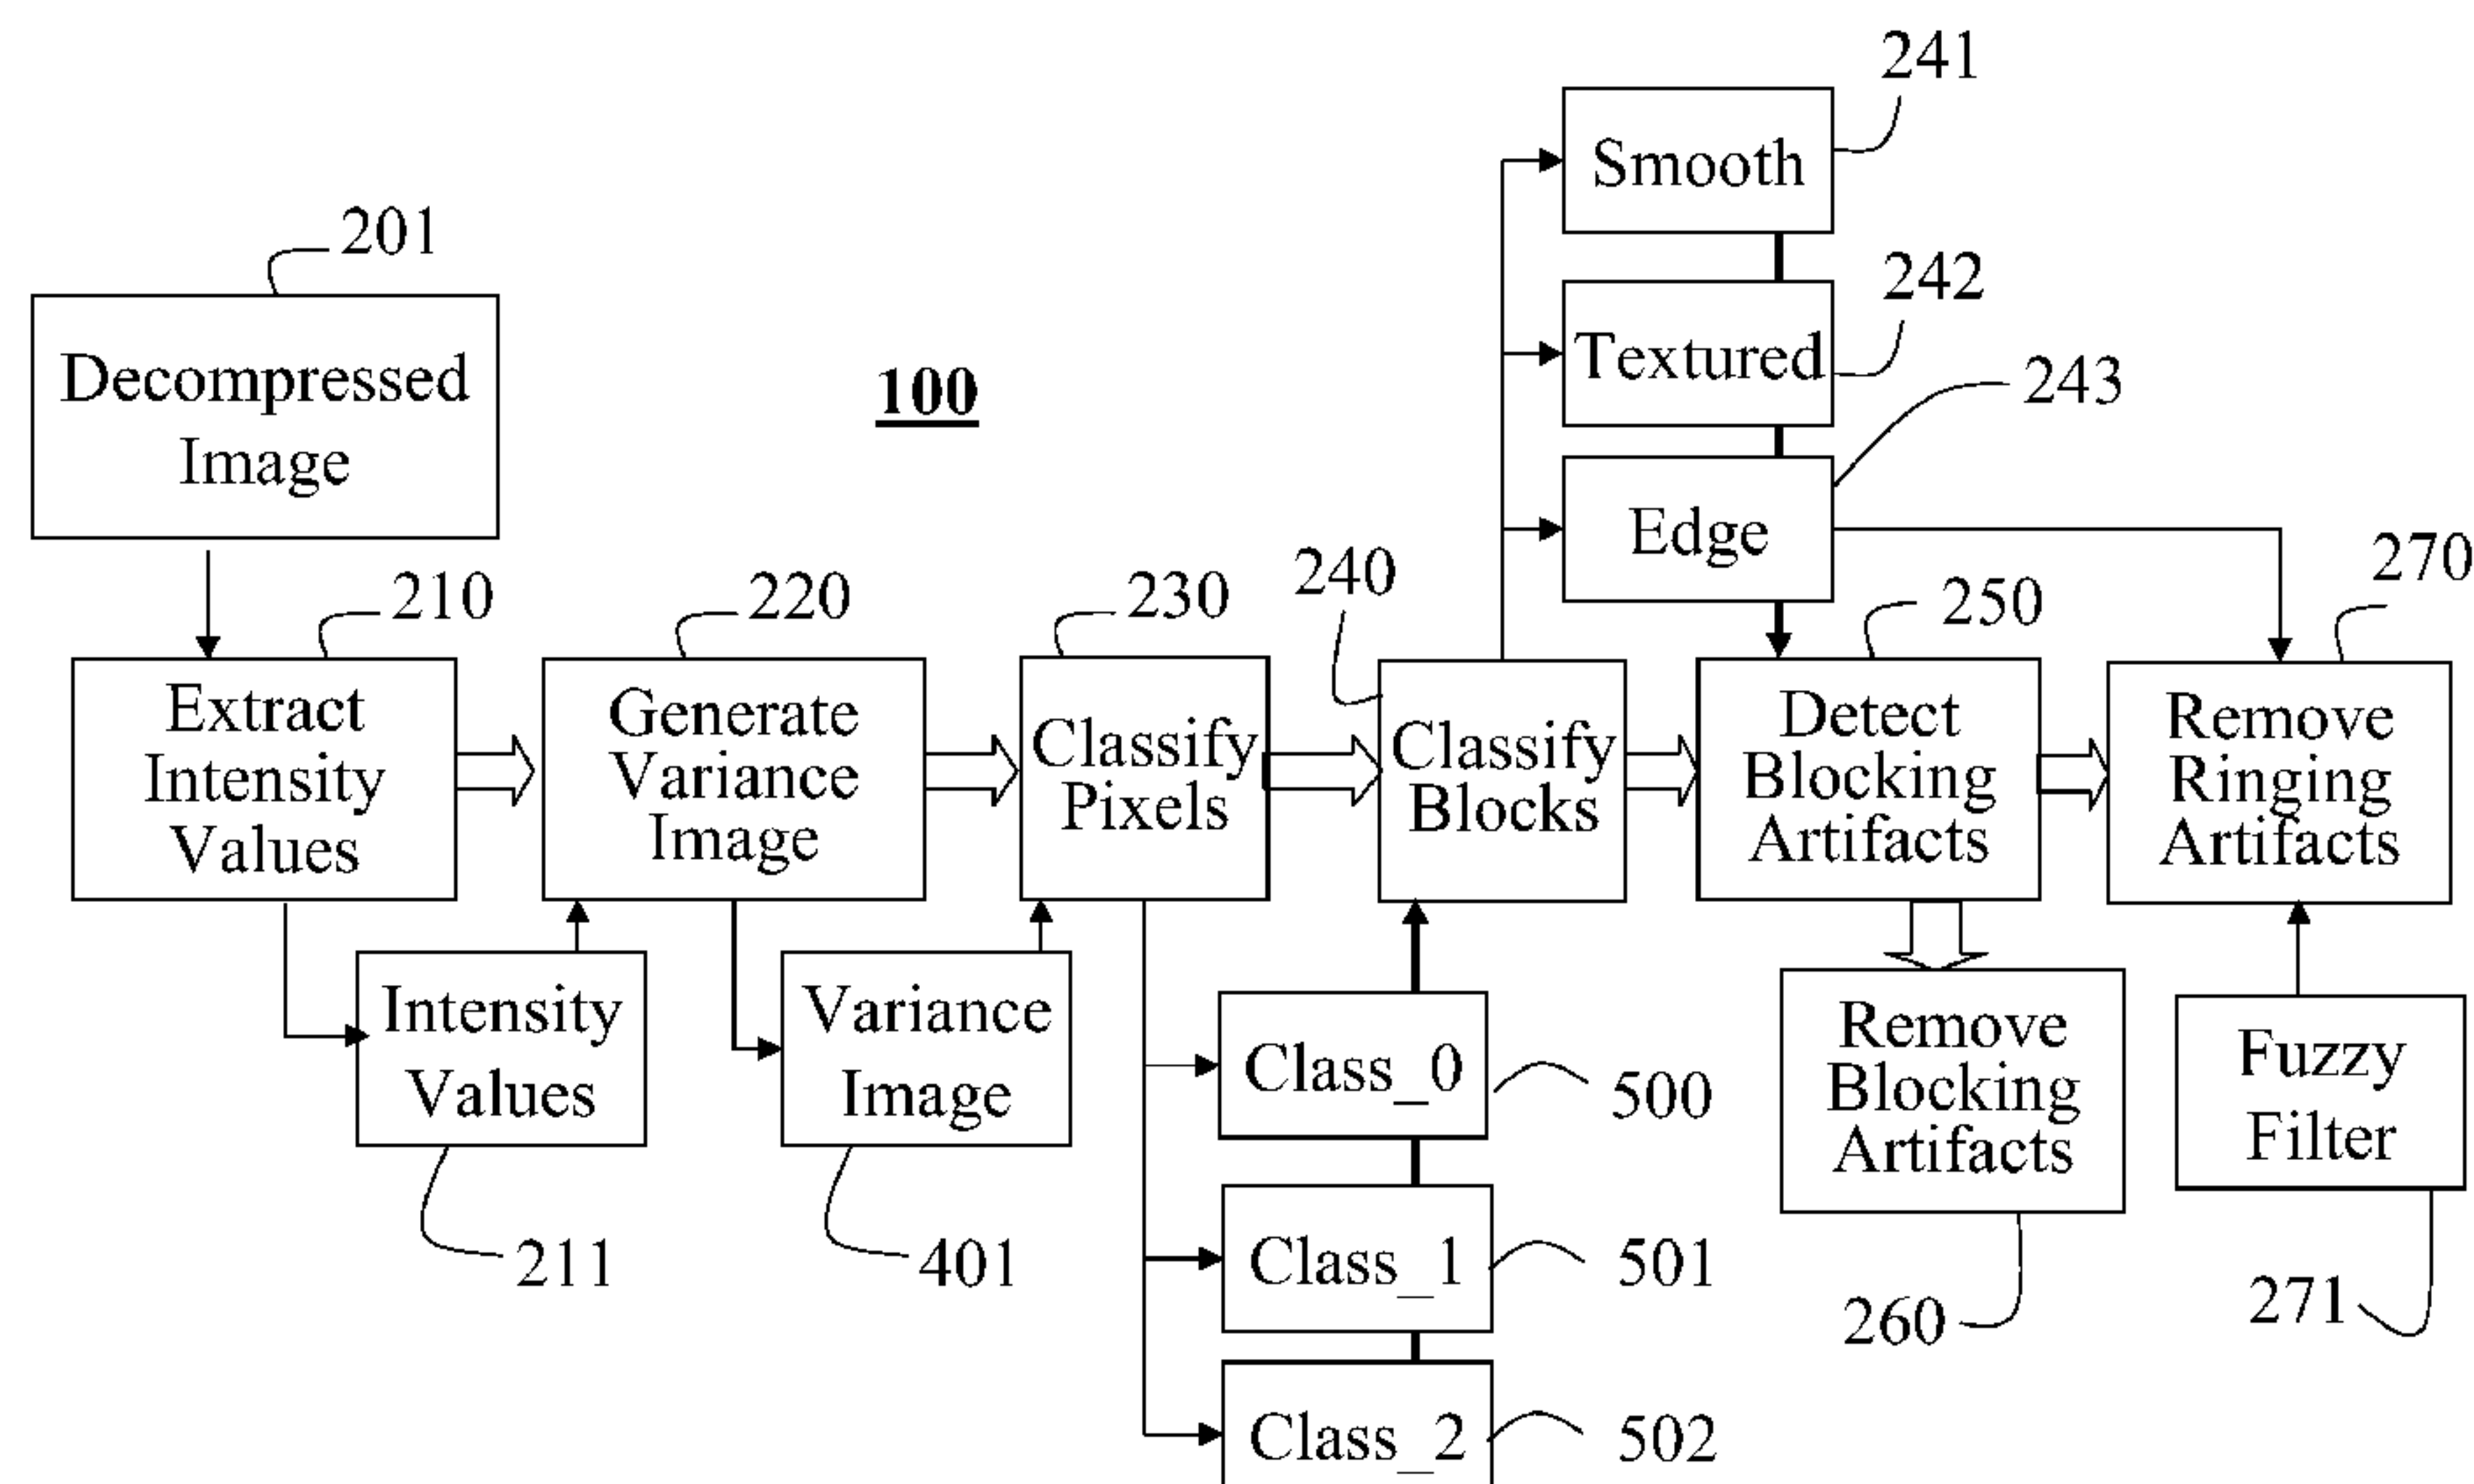 241
Smooth
201
242
Textured
Decompressed
Image
100
243
Edge
240
270
210
220
230
250
Extract
Intensity
Values
Generate
Variance
Image
Classify
Pixels
Classify
Blocks
Detect
Blocking
Artifacts
Remove
Ringing
Artifacts
Intensity
Values
Variance
Image
Class_0
500
Remove
Blocking
Artifacts
Fuzzy
Filter
211
401
Class_1
501
260
271
Class_2
502